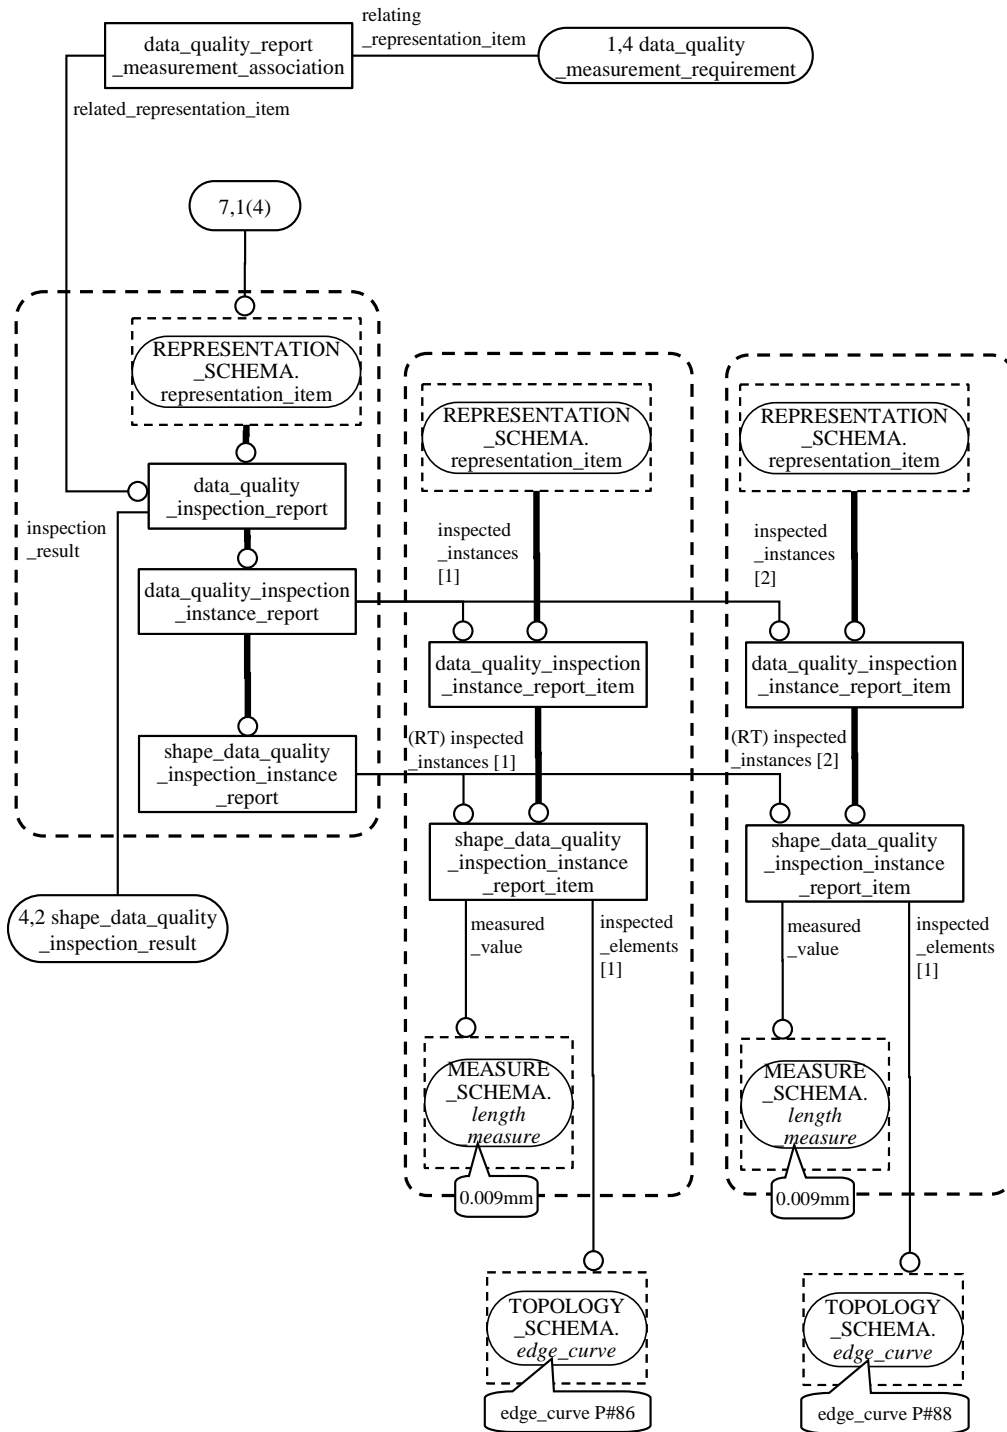 relating
_representation_item
data_quality_report
_measurement_association
1,4 data_quality
_measurement_requirement
related_representation_item
7,1(4)
REPRESENTATION
_SCHEMA.
representation_item
data_quality
_inspection_report
inspection
_result
data_quality_inspection
_instance_report
shape_data_quality
_inspection_instance
_report
4,2 shape_data_quality
_inspection_result
REPRESENTATION
_SCHEMA.
representation_item
inspected
_instances
[1]
data_quality_inspection
_instance_report_item
(RT) inspected
_instances [1]
shape_data_quality
_inspection_instance
_report_item
measured
_value
inspected
_elements
[1]
MEASURE
_SCHEMA.
length
_measure
0.009mm
TOPOLOGY
_SCHEMA.
edge_curve
edge_curve P#86
REPRESENTATION
_SCHEMA.
representation_item
inspected
_instances
[2]
data_quality_inspection
_instance_report_item
(RT) inspected
_instances [2]
shape_data_quality
_inspection_instance
_report_item
measured
_value
inspected
_elements
[1]
MEASURE
_SCHEMA.
length
_measure
0.009mm
TOPOLOGY
_SCHEMA.
edge_curve
edge_curve P#88